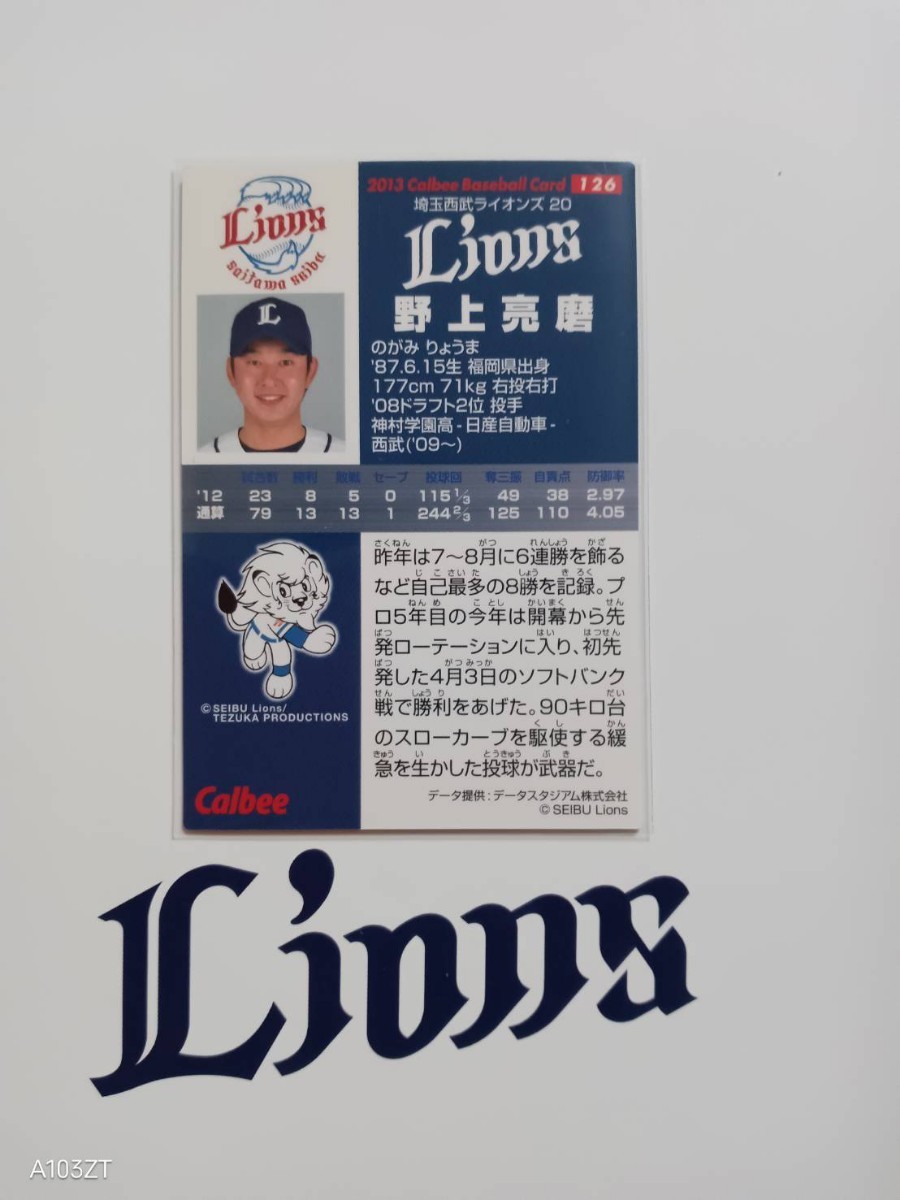 Lions
saitama seibu
2013 Calbee Baseball Card 126
埼玉西武ライオンズ 20
Lions
野上亮磨
のがみ りょうま
'87.6.15生 福岡県出身
177cm 71kg 右投右打
'08ドラフト2位 投手
神村学園高-日産自動車-
西武('09～)
試合数 勝利 敗戦 セーブ 投球回 奪三振 自責点 防御率
'12 23 8 5 0 115 1/3 49 38 2.97
通算 79 13 13 1 244 2/3 125 110 4.05
昨年は7～8月に6連勝を飾る
など自己最多の8勝を記録。プ
ロ5年目の今年は開幕から先
発ローテーションに入り、初先
発した4月3日のソフトバンク
戦で勝利をあげた。90キロ台
のスローカーブを駆使する緩
急を生かした投球が武器だ。
©SEIBU Lions/
TEZUKA PRODUCTIONS
Calbee
データ提供：データスタジアム株式会社
© SEIBU Lions
Lions
A103ZT